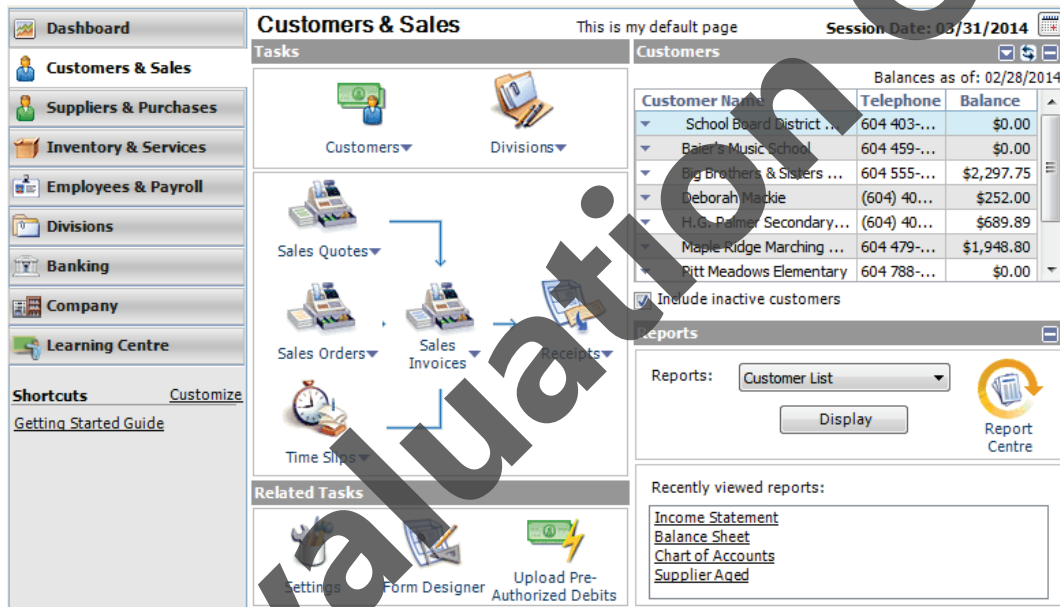 Dashboard
Customers & Sales
Suppliers & Purchases
Inventory & Services
Employees & Payroll
Divisions
Banking
Company
Learning Centre
Shortcuts Customize
Getting Started Guide
Customers & Sales This is my default page Session Date: 03/31/2014
Tasks
Customers
Divisions
Sales Quotes
Sales Orders
Sales
Invoices
Receipts
Time Slips
Related Tasks
Settings
Form Designer
Upload Pre-
Authorized Debits
Customers
Balances as of: 02/28/2014
Customer Name Telephone Balance
School Board District ... 604 403-... $0.00
Baier's Music School 604 459-... $0.00
Big Brothers & Sisters ... 604 555-... $2,297.75
Deborah Mackie (604) 40... $252.00
H.G. Palmer Secondary... (604) 40... $689.89
Maple Ridge Marching ... 604 479-... $1,948.80
Pitt Meadows Elementary 604 788-... $0.00
Include inactive customers
Reports
Reports: Customer List
Display
Report
Centre
Recently viewed reports:
Income Statement
Balance Sheet
Chart of Accounts
Supplier Aged